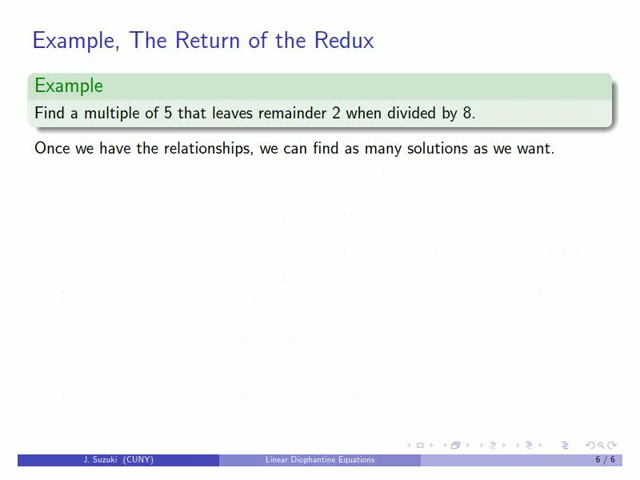 Example, The Return of the Redux
Example
Find a multiple of 5 that leaves remainder 2 when divided by 8.
Once we have the relationships, we can find as many solutions as we want.
J. Suzuki (CUNY) Linear Diophantine Equations 6 / 6